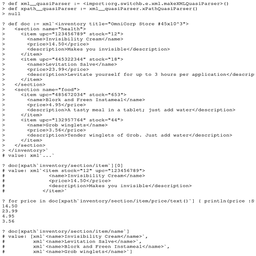 ? def xml__quasiParser := <import:org.switchb.e.xml.makeXMLQuasiParser>()
? def xpath__quasiParser := xml__quasiParser.xPathQuasiParser()
> null

? def doc := xml`<inventory title="OmniCorp Store #45x10^3">
>   <section name="health">
>     <item upc="123456789" stock="12">
>       <name>Invisibility Cream</name>
>       <price>14.50</price>
>       <description>Makes you invisible</description>
>     </item>
>     <item upc="445322344" stock="18">
>       <name>Levitation Salve</name>
>       <price>23.99</price>
>       <description>Levitate yourself for up to 3 hours per application</descrip
>     </item>
>   </section>
>   <section name="food">
>     <item upc="485672034" stock="653">
>       <name>Blork and Freen Instameal</name>
>       <price>4.95</price>
>       <description>A tasty meal in a tablet; just add water</description>
>     </item>
>     <item upc="132957764" stock="44">
>       <name>Grob winglets</name>
>       <price>3.56</price>
>       <description>Tender winglets of Grob. Just add water</description>
>     </item>
>   </section>
> </inventory>`
# value: xml`...`

? doc[xpath`inventory/section/item`][0]
# value: xml`<item stock="12" upc="123456789">
#                <name>Invisibility Cream</name>
#                <price>14.50</price>
#                <description>Makes you invisible</description>
#            </item>`

? for price in doc[xpath`inventory/section/item/price/text()`] { println(price
14.50
23.99
4.95
3.56

? doc[xpath`inventory/section/item/name`]
# value: [xml`<name>Invisibility Cream</name>`,
#         xml`<name>Levitation Salve</name>`,
#         xml`<name>Blork and Freen Instameal</name>`,
#         xml`<name>Grob winglets</name>`]